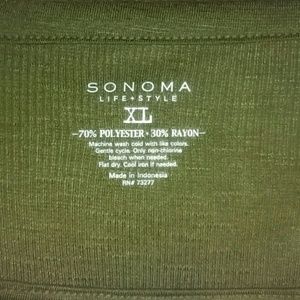 SONOMA
LIFE + STYLE
XL
70% POLYESTER • 30% RAYON
Machine wash cold with like colors.
Gentle cycle. Only non-chlorine
bleach when needed.
Flat dry. Cool iron if needed.
Made in Indonesia
RN# 73277